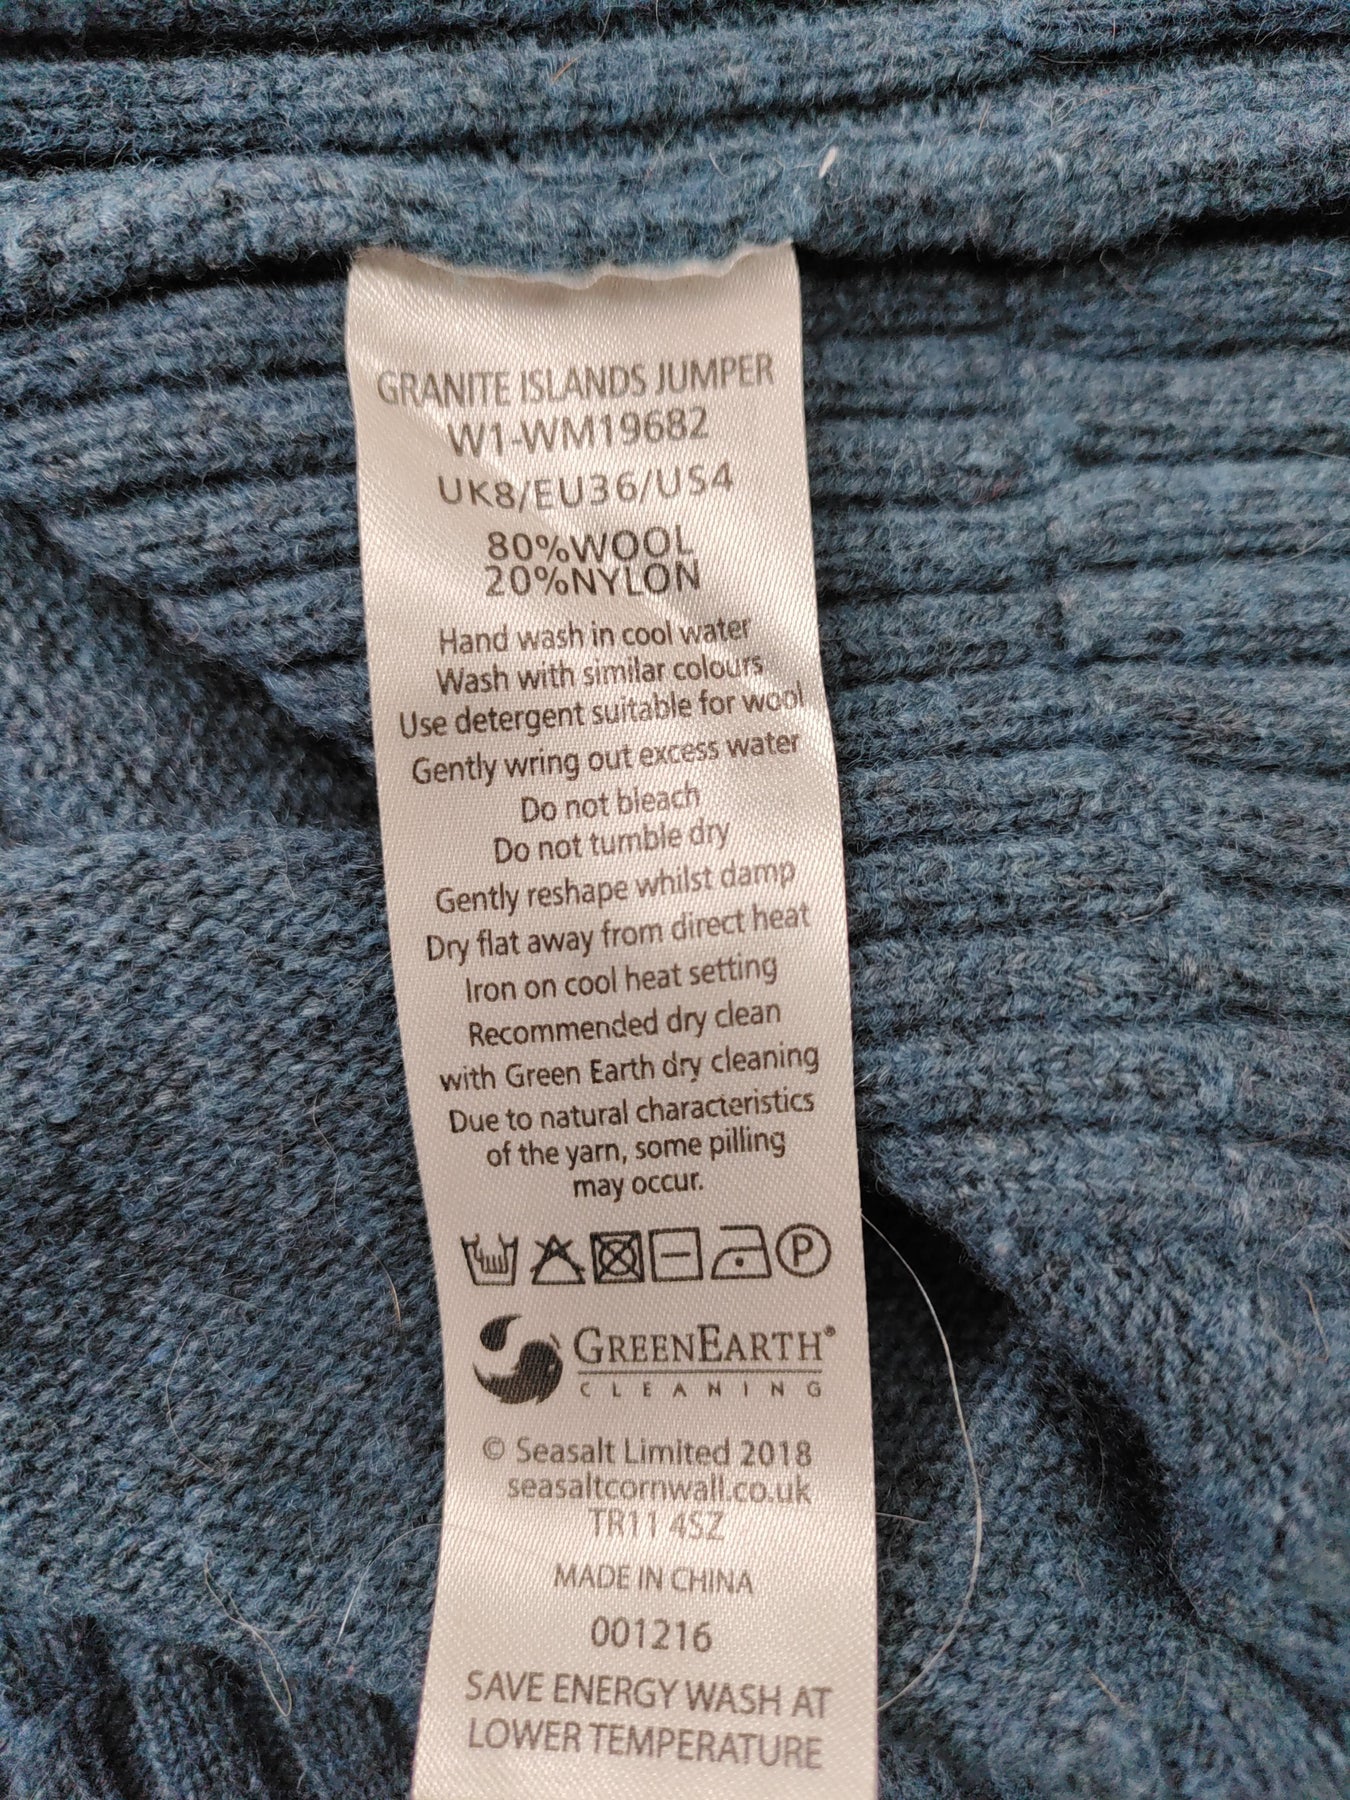 GRANITE ISLANDS JUMPER
W1-WM19682
UK8/EU36/US4
80%WOOL
20%NYLON
Hand wash in cool water
Wash with similar colours
Use detergent suitable for wool
Gently wring out excess water
Do not bleach
Do not tumble dry
Gently reshape whilst damp
Dry flat away from direct heat
Iron on cool heat setting
Recommended dry clean
with Green Earth dry cleaning
Due to natural characteristics
of the yarn, some pilling
may occur.
P
GREENEARTH®
CLEANING
© Seasalt Limited 2018
seasaltcornwall.co.uk
TR11 4SZ
MADE IN CHINA
001216
SAVE ENERGY WASH AT
LOWER TEMPERATURE